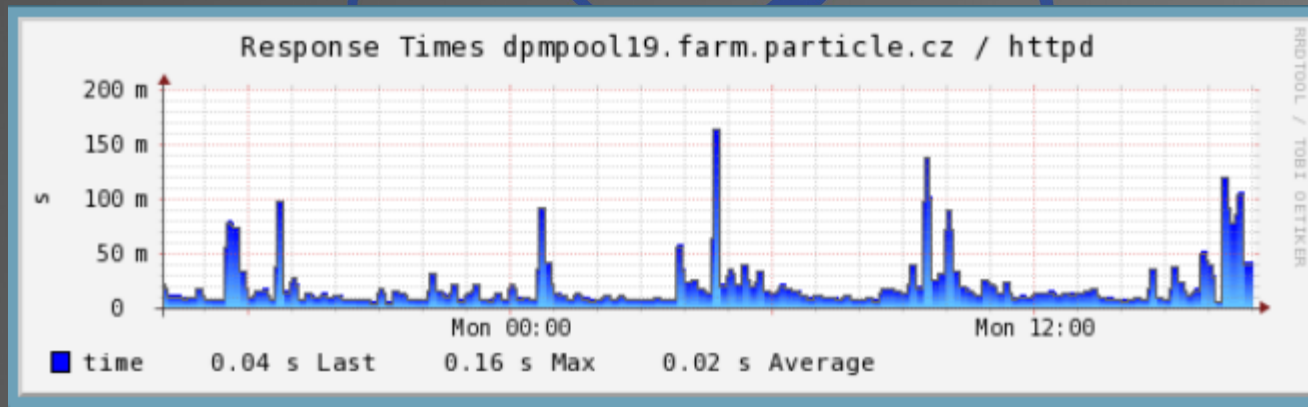 Response Times dpmpool19.farm.particle.cz / httpd
RRDTOOL / TOBI OETIKER
200 m
150 m
s
100 m
50 m
0
Mon 00:00 Mon 12:00
time 0.04 s Last 0.16 s Max 0.02 s Average